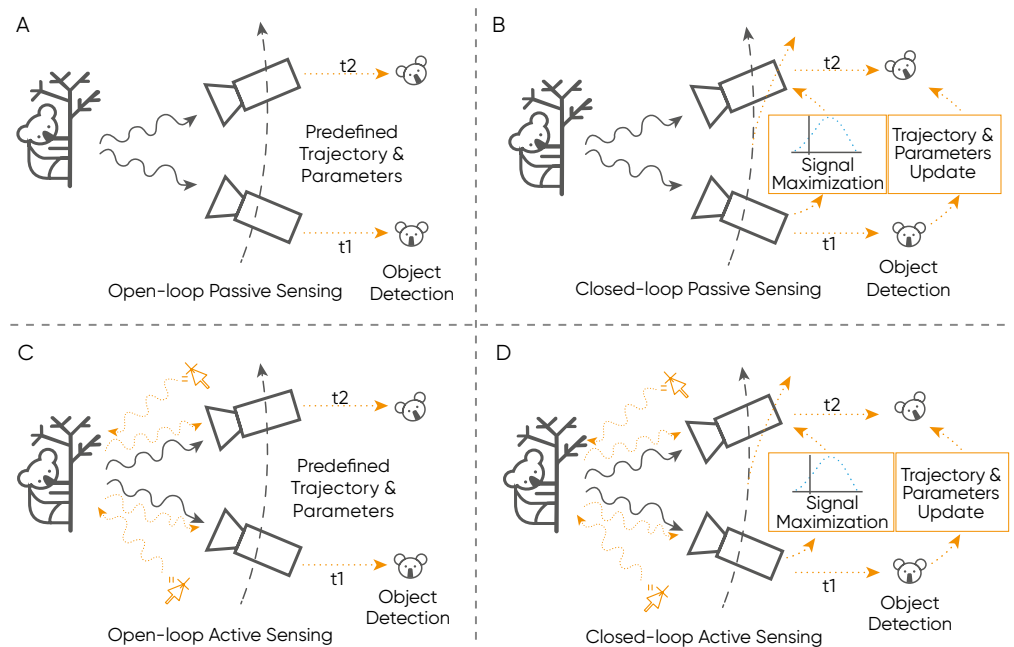 A
t2
Predefined
Trajectory &
Parameters
t1
Object
Detection
Open-loop Passive Sensing
B
t2
Signal
Maximization
Trajectory &
Parameters
Update
t1
Object
Detection
Closed-loop Passive Sensing
C
t2
Predefined
Trajectory &
Parameters
t1
Object
Detection
Open-loop Active Sensing
D
t2
Signal
Maximization
Trajectory &
Parameters
Update
t1
Object
Detection
Closed-loop Active Sensing